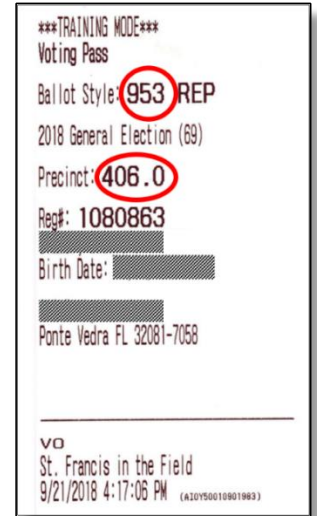 ***TRAINING MODE***
Voting Pass
Ballot Style: 953 REP
2018 General Election (69)
Precinct: 406.0
Reg#: 1080863
Birth Date:
Ponte Vedra FL 32081-7058
VO
St. Francis in the Field
9/21/2018 4:17:06 PM (AIOY50010901983)